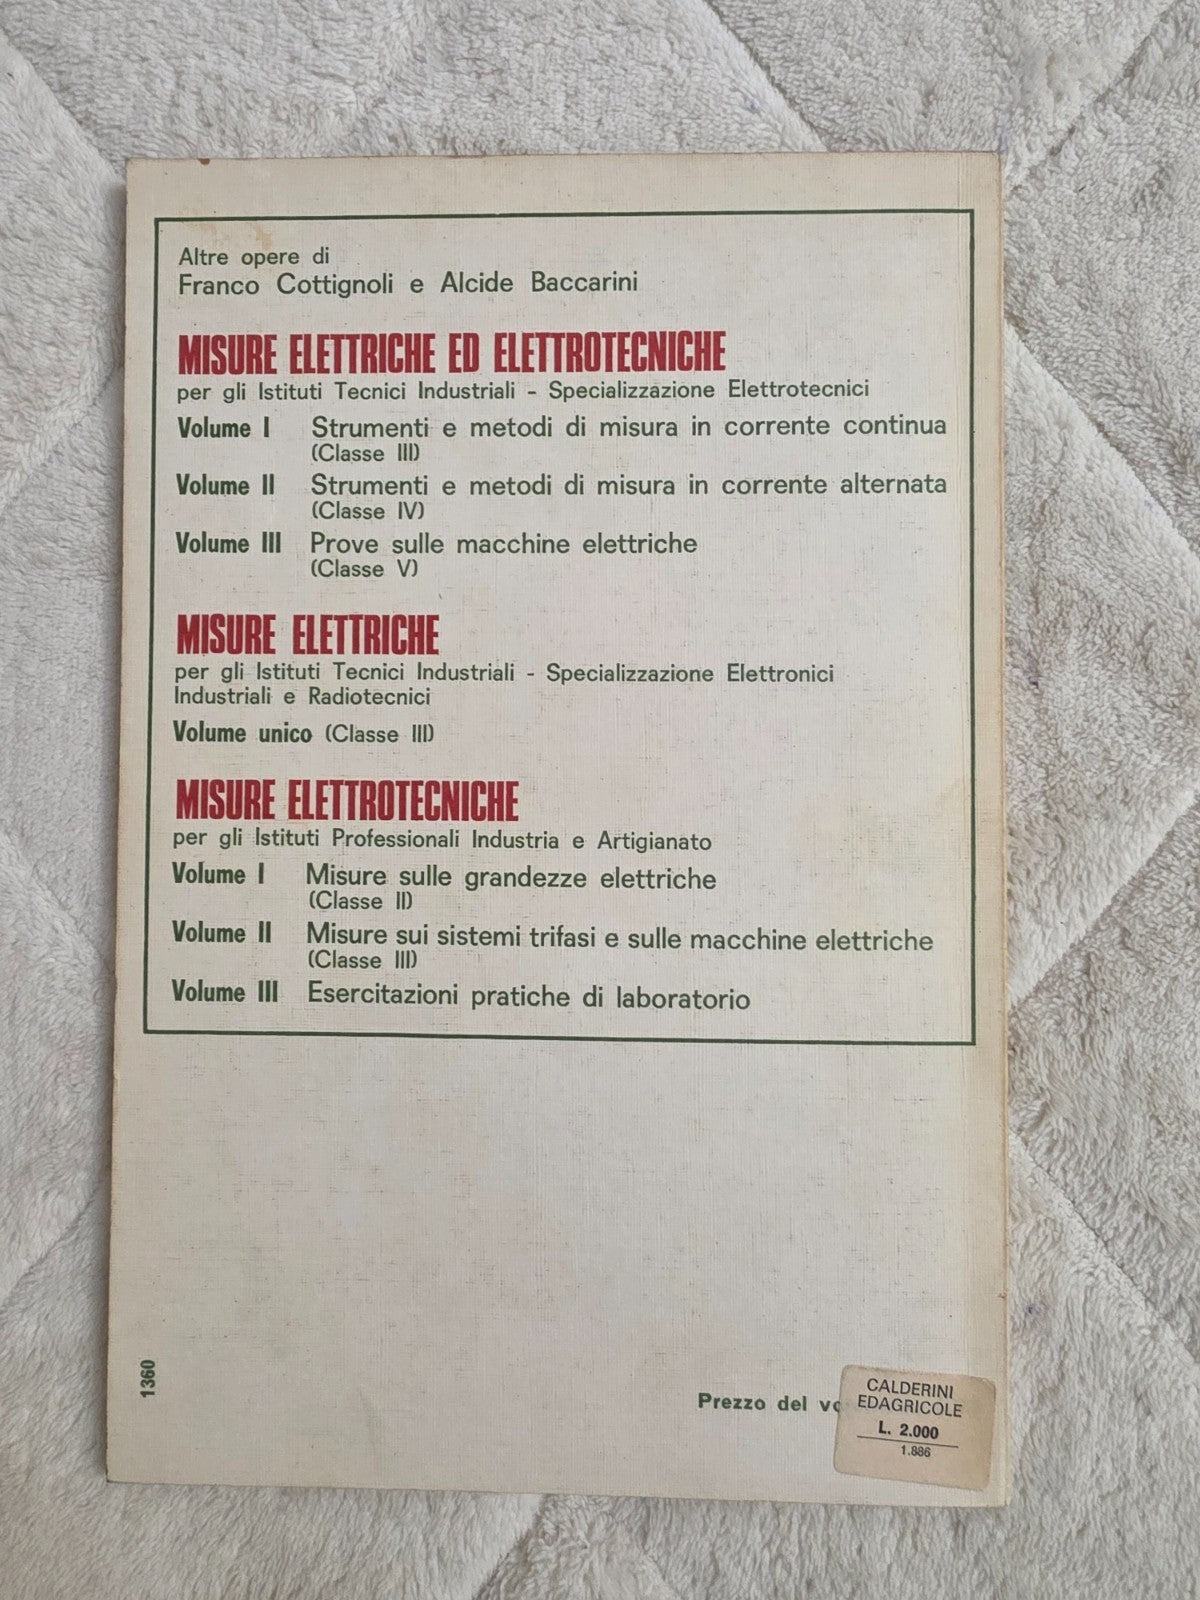 Altre opere di
Franco Cottignoli e Alcide Baccarini
MISURE ELETTRICHE ED ELETTROTECNICHE
per gli Istituti Tecnici Industriali - Specializzazione Elettrotecnici
Volume I Strumenti e metodi di misura in corrente continua
(Classe III)
Volume II Strumenti e metodi di misura in corrente alternata
(Classe IV)
Volume III Prove sulle macchine elettriche
(Classe V)
MISURE ELETTRICHE
per gli Istituti Tecnici Industriali - Specializzazione Elettronici
Industriali e Radiotecnici
Volume unico (Classe III)
MISURE ELETTROTECNICHE
per gli Istituti Professionali Industria e Artigianato
Volume I Misure sulle grandezze elettriche
(Classe II)
Volume II Misure sui sistemi trifasi e sulle macchine elettriche
(Classe III)
Volume III Esercitazioni pratiche di laboratorio
1360
Prezzo del
CALDERINI
EDAGRICOLE
L. 2.000
1.886